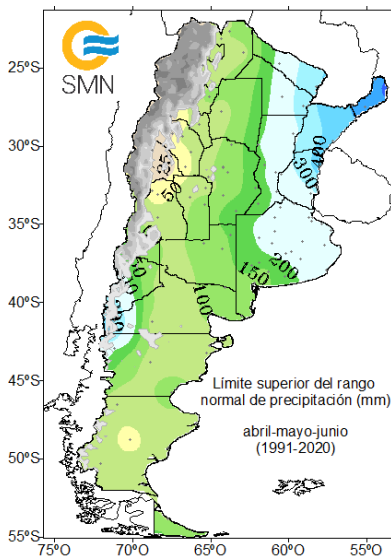 SMN
25°S
30°S
35°S
40°S
45°S
50°S
55°S
75°O
70°O
65°O
60°O
55°O
25
50
100
150
200
300
400
Límite superior del rango
normal de precipitación (mm)
abril-mayo-junio
(1991-2020)